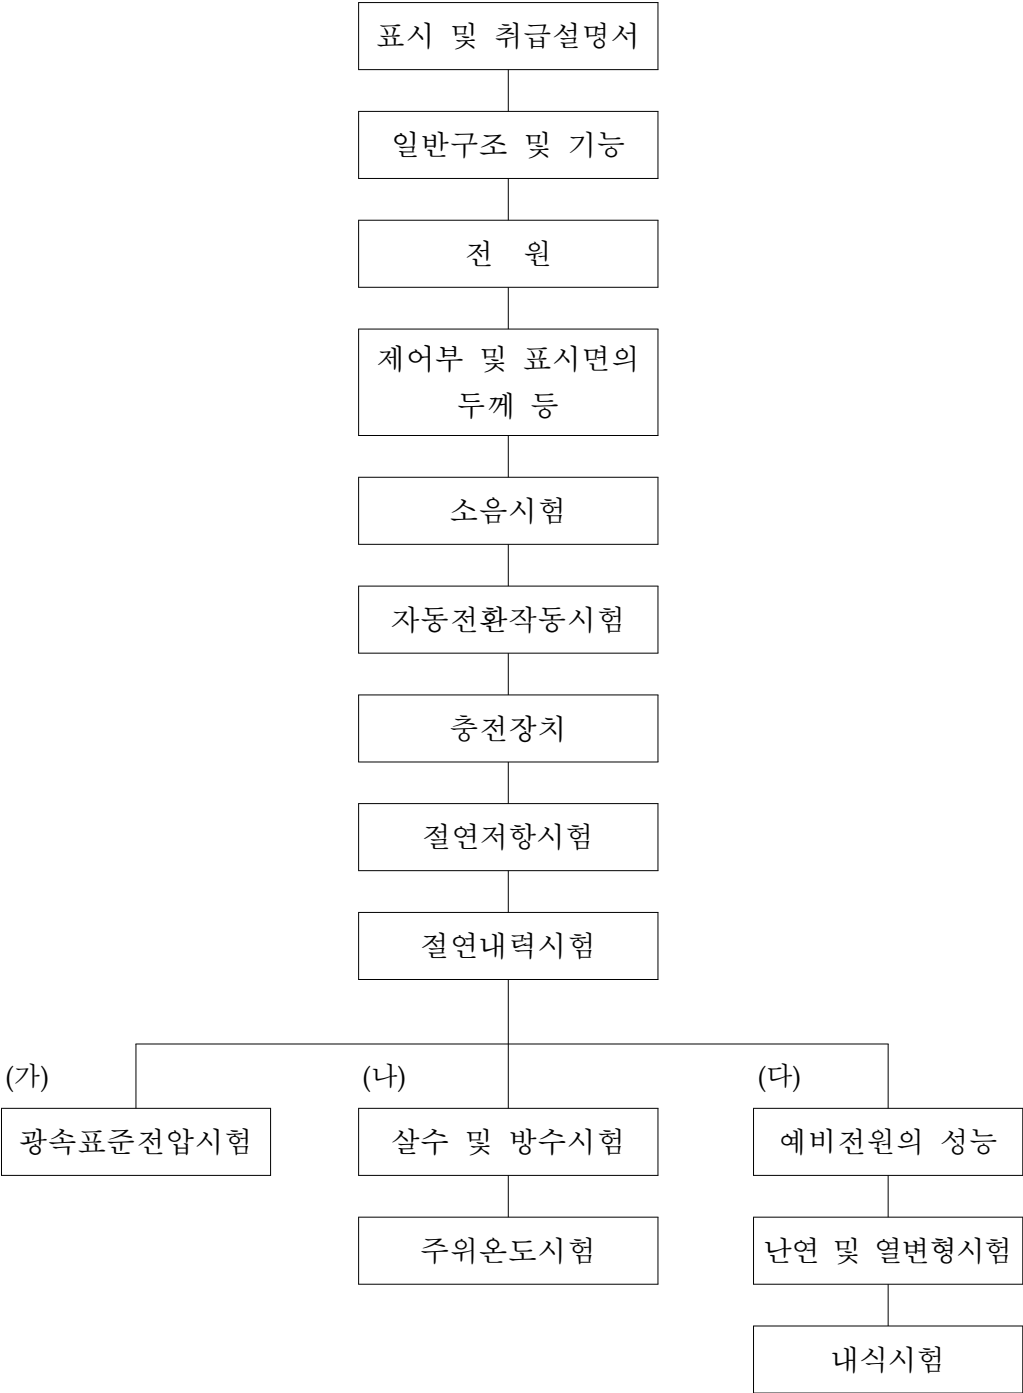 표시 및 취급설명서
일반구조 및 기능
전 원
제어부 및 표시면의
두께 등
소음시험
자동전환작동시험
충전장치
절연저항시험
절연내력시험
(가)
(나)
(다)
광속표준전압시험
살수 및 방수시험
예비전원의 성능
주위온도시험
난연 및 열변형시험
내식시험